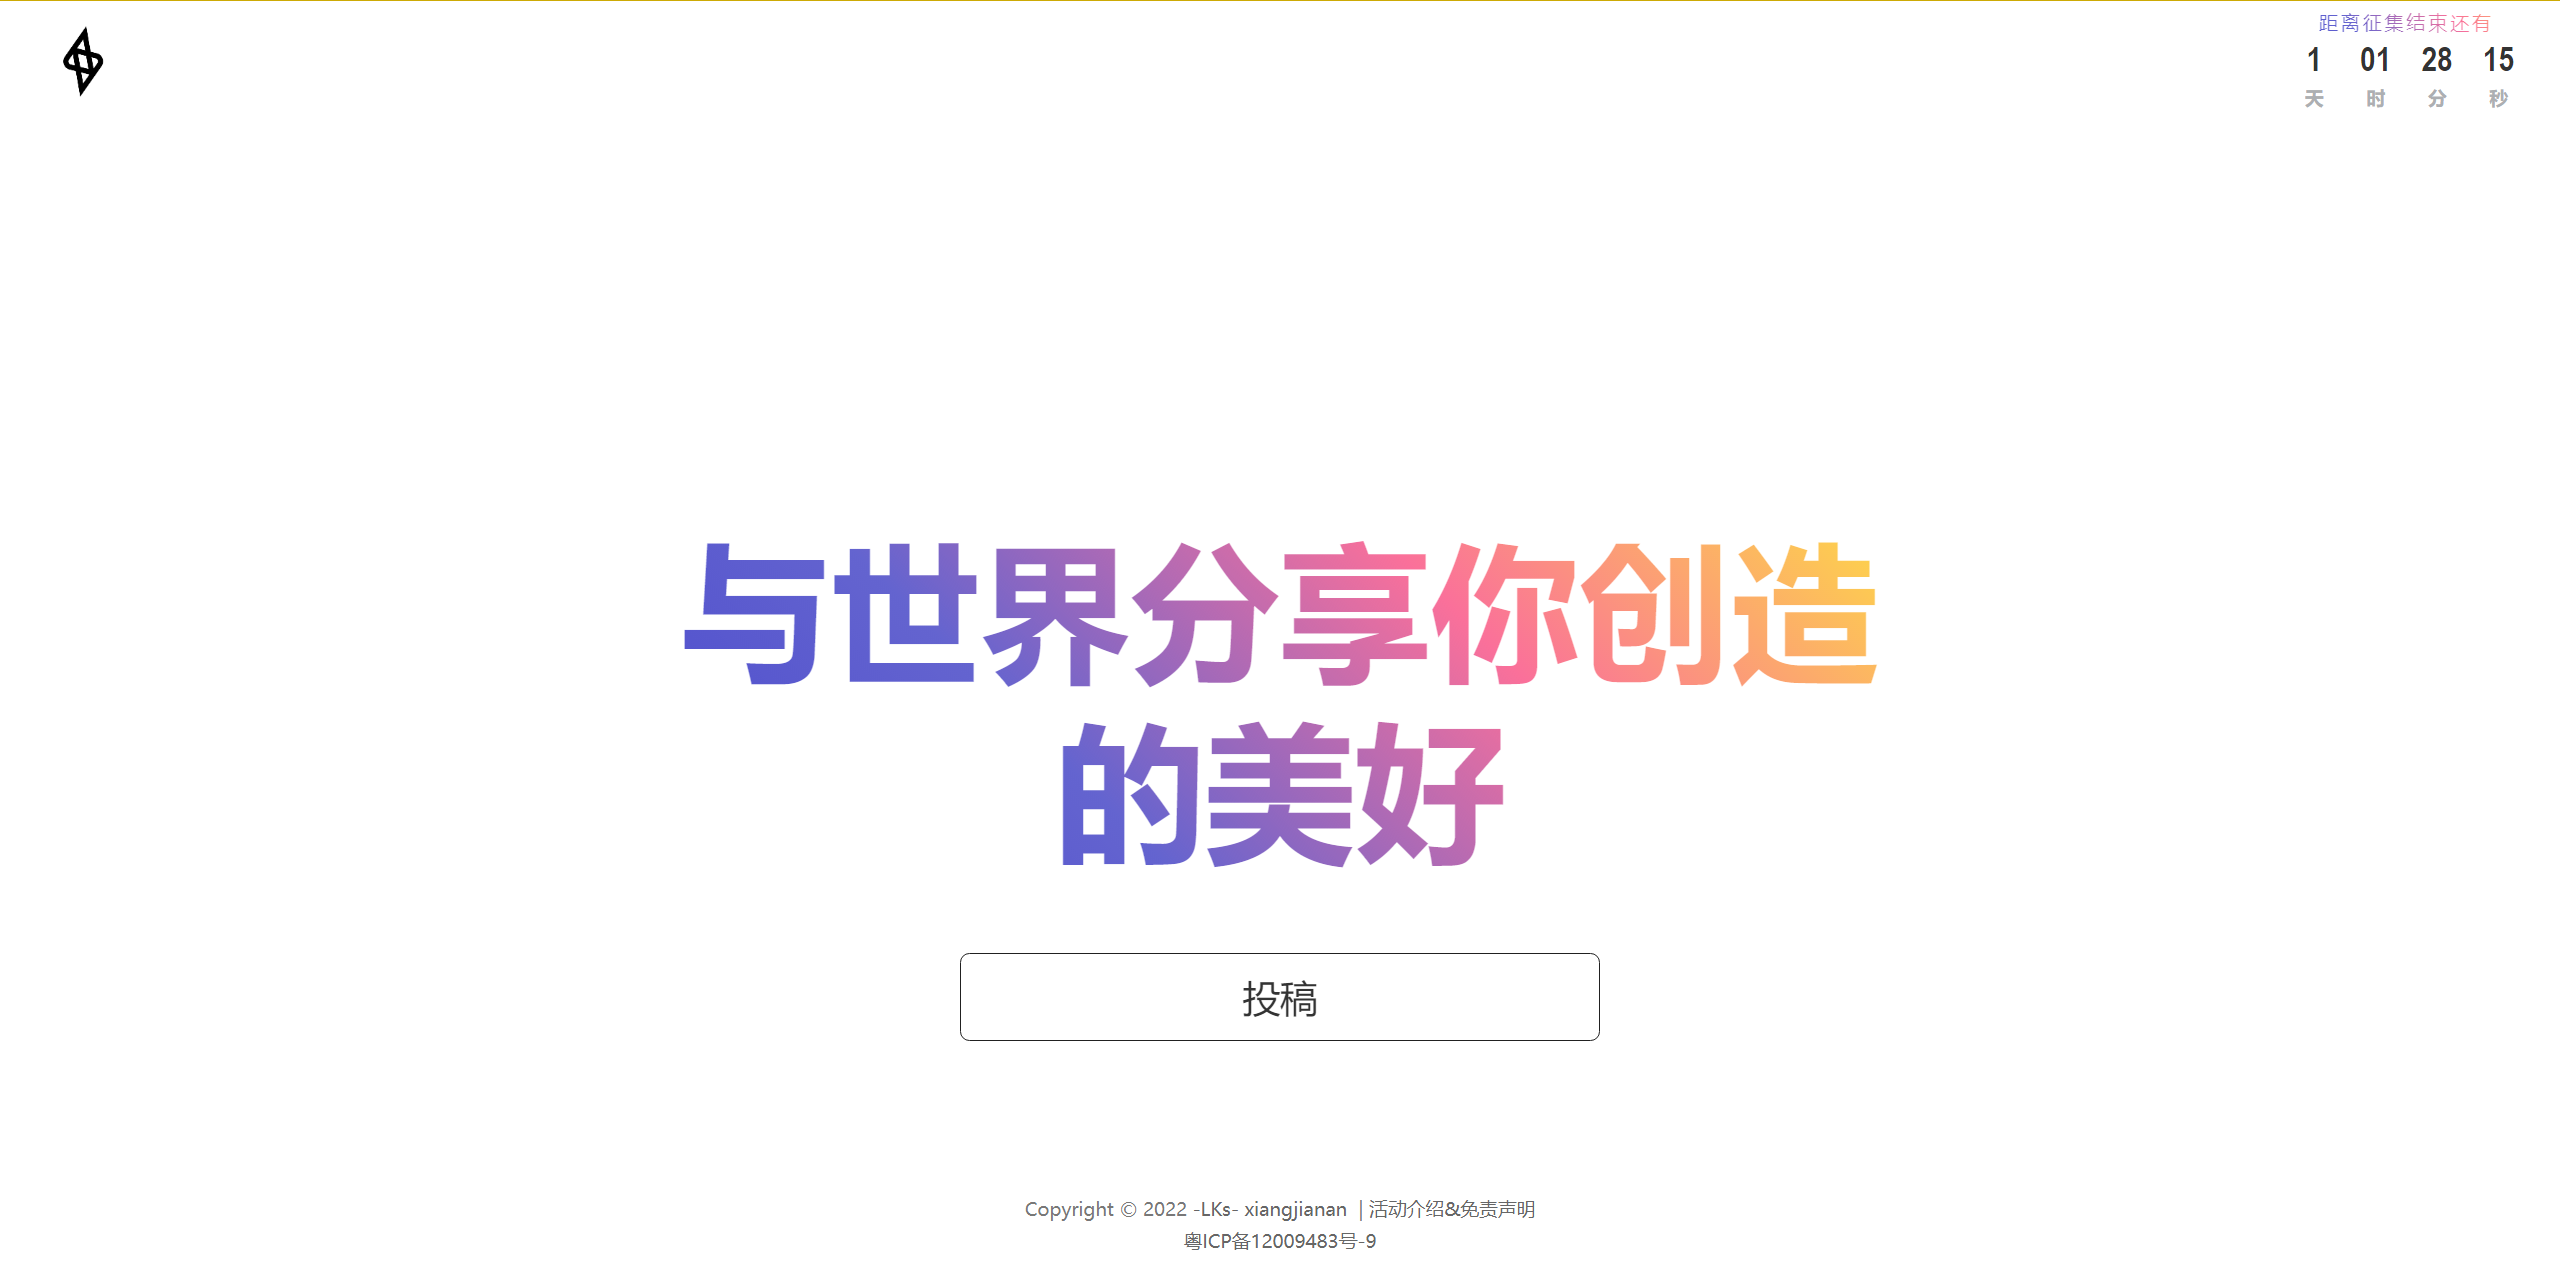 距离征集结束还有
1 01 28 15
天 时 分 秒
与世界分享你创造
的美好
投稿
Copyright © 2022 -LKs- xiangjianan | 活动介绍&免责声明
粤ICP备12009483号-9